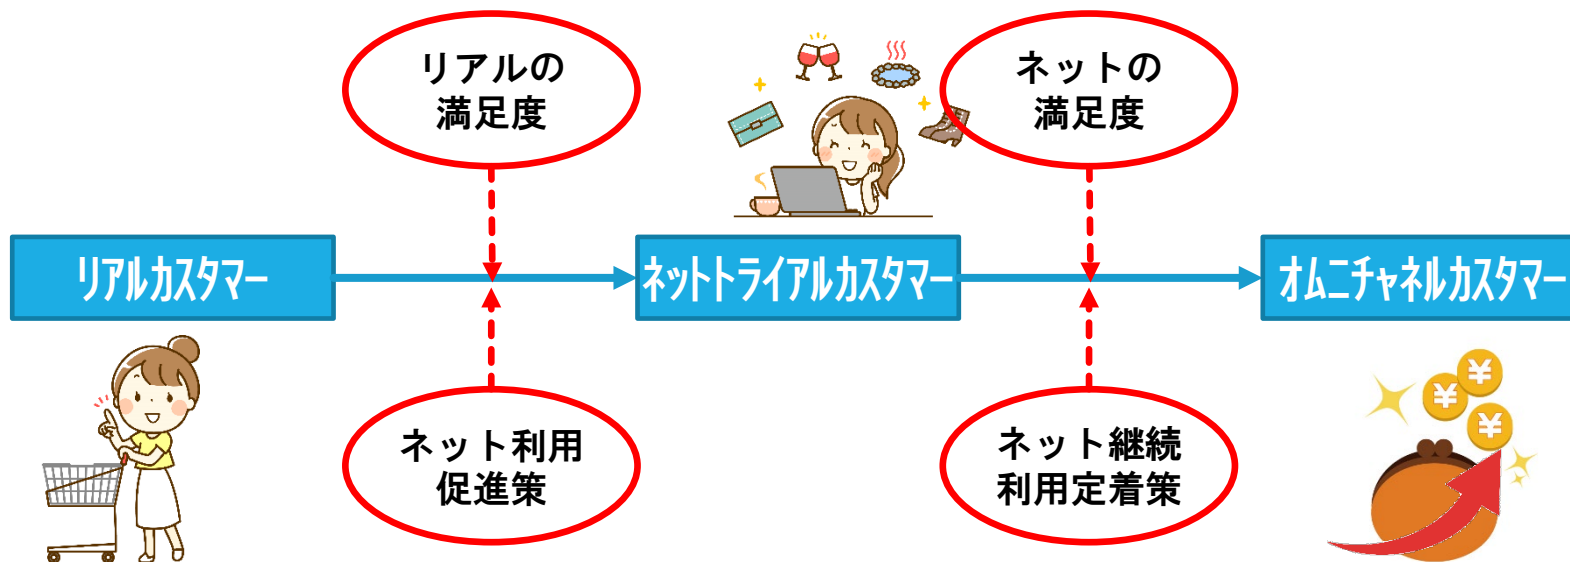 リアルの
満足度
ネットの
満足度
リアルカスタマー
ネットトライアルカスタマー
オムニチャネルカスタマー
ネット利用
促進策
ネット継続
利用定着策
¥
¥
¥